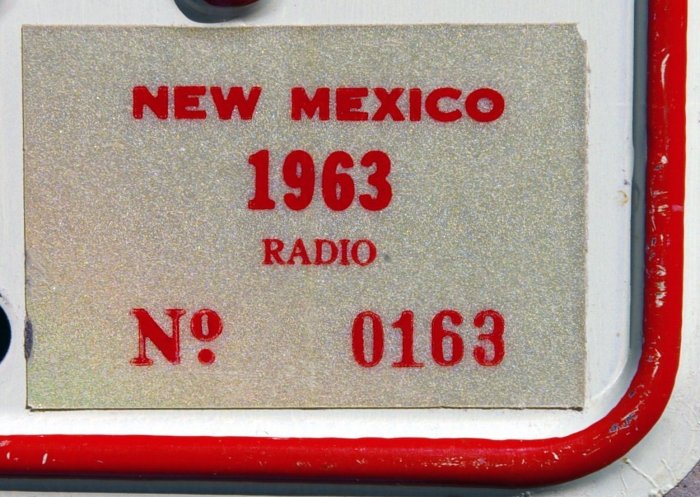 NEW MEXICO
1963
RADIO
Nº 0163